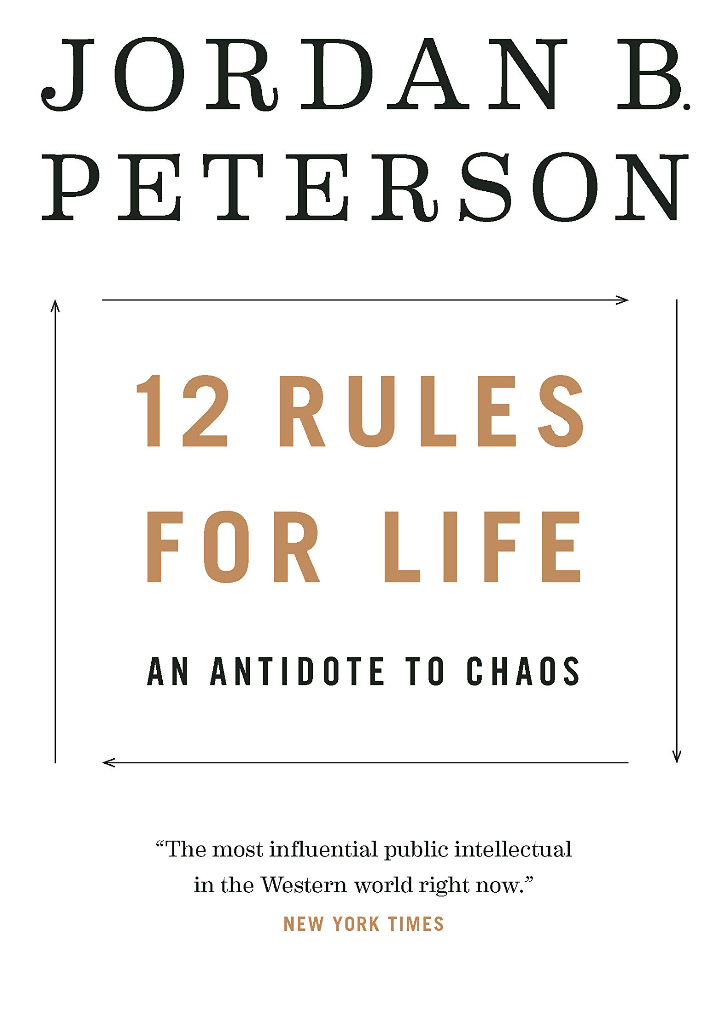 JORDAN B.
PETERSON
12 RULES
FOR LIFE
AN ANTIDOTE TO CHAOS
“The most influential public intellectual
in the Western world right now.”
NEW YORK TIMES